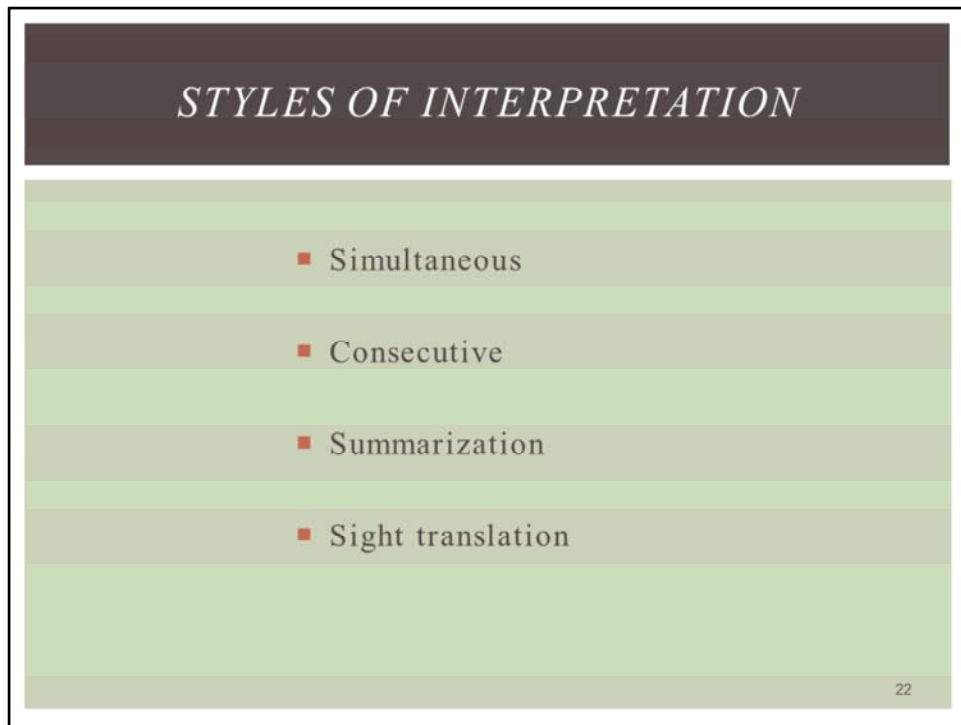 STYLES OF INTERPRETATION
▪ Simultaneous
▪ Consecutive
▪ Summarization
▪ Sight translation
22